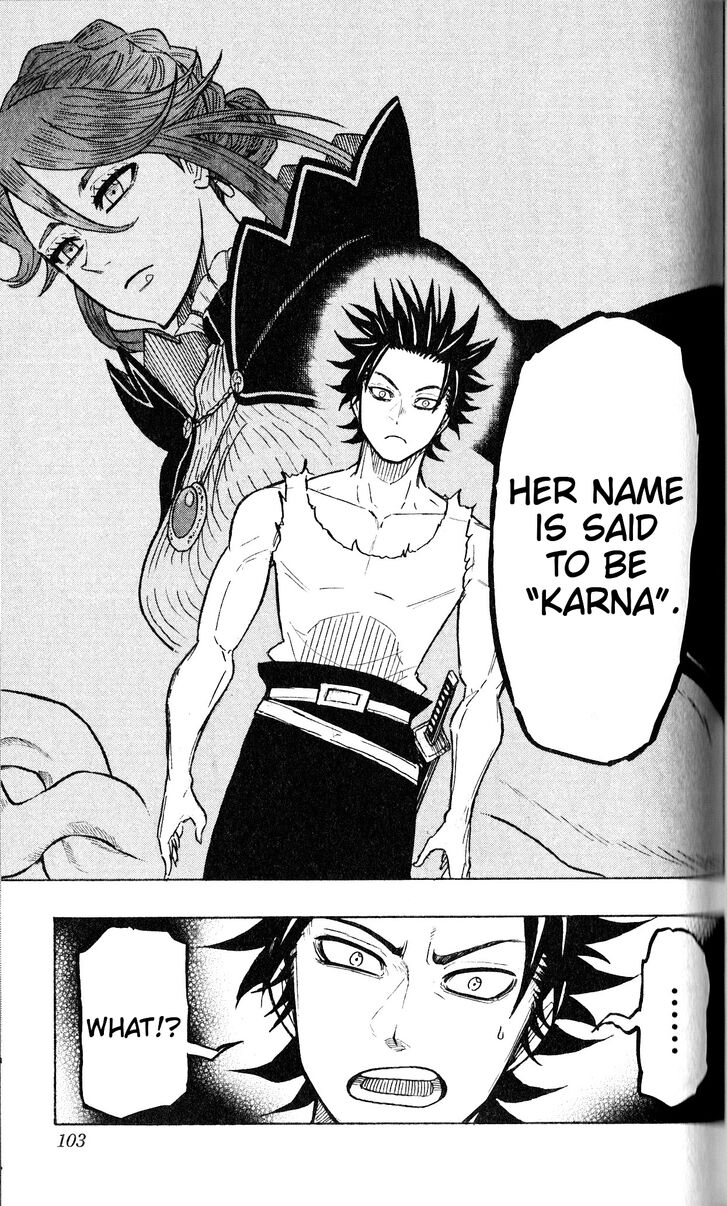 HER NAME
IS SAID
TO BE
"KARNA".
......
WHAT!?
103